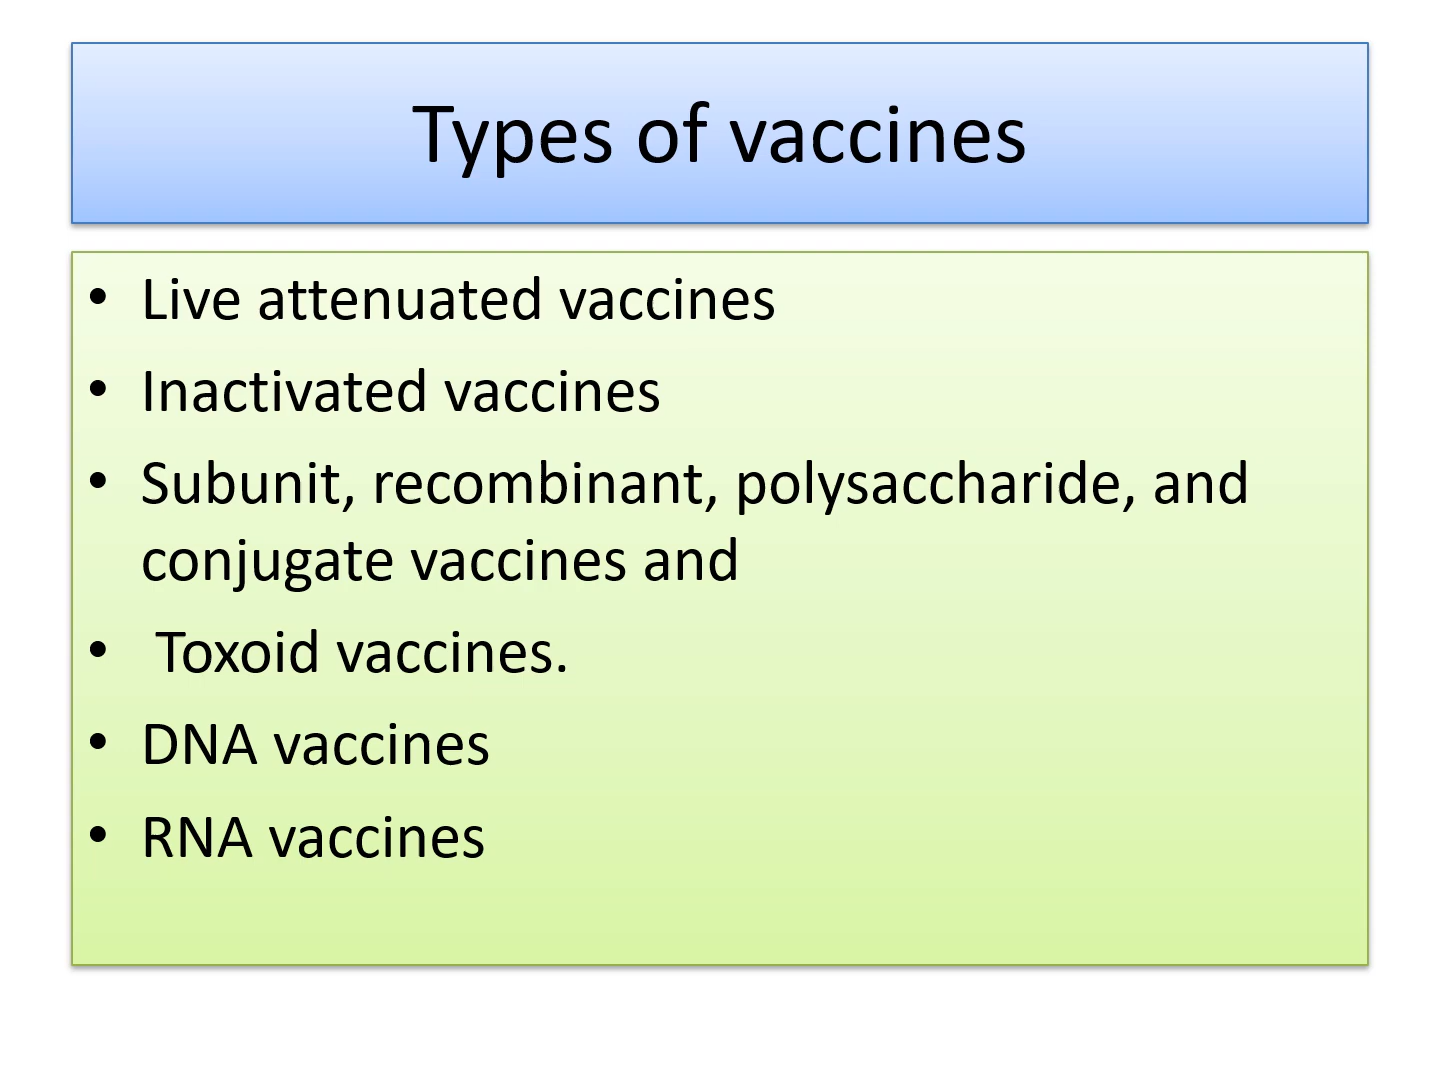 Types of vaccines
• Live attenuated vaccines
• Inactivated vaccines
• Subunit, recombinant, polysaccharide, and
conjugate vaccines and
• Toxoid vaccines.
• DNA vaccines
• RNA vaccines